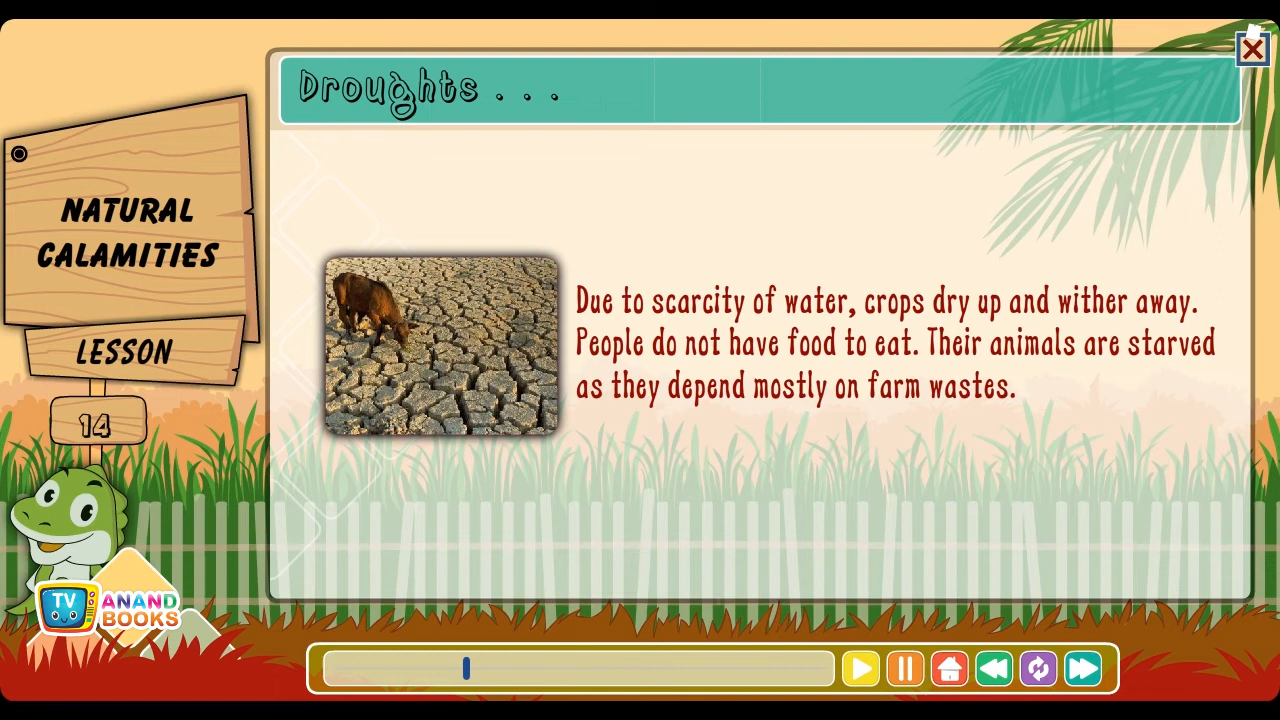 Droughts . . .
NATURAL
CALAMITIES
LESSON
14
Due to scarcity of water, crops dry up and wither away.
People do not have food to eat. Their animals are starved
as they depend mostly on farm wastes.
TV
ANAND
BOOKS